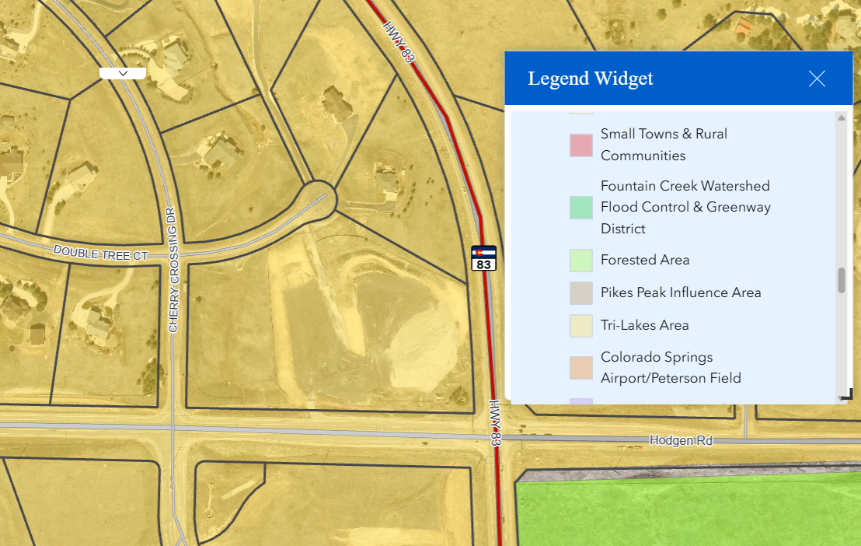 HWY 83
Legend Widget
Small Towns & Rural
Communities
Fountain Creek Watershed
Flood Control & Greenway
District
Forested Area
Pikes Peak Influence Area
Tri-Lakes Area
Colorado Springs
Airport/Peterson Field
DOUBLE TREE CT
CHERRY CROSSING DR
83
HWY 83
Hodgen Rd